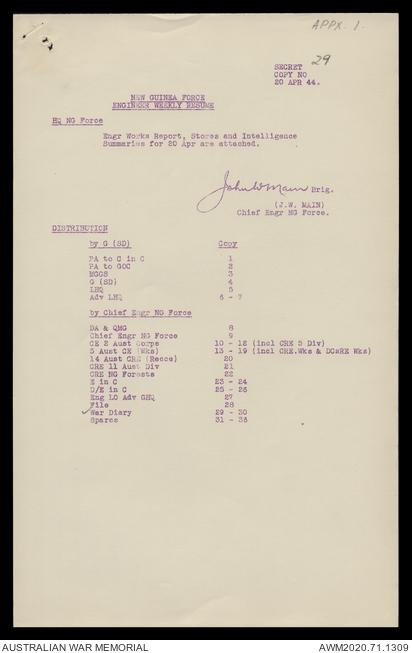 APPX. 1.
29
SECRET
COPY NO
20 APR 44.
NEW GUINEA FORCE
ENGINEER WEEKLY RESUME
HQ NG Force
Engr Works Report, Stores and Intelligence
Summaries for 20 Apr are attached.
John W Main Brig.
(J.W. MAIN)
Chief Engr NG Force.
DISTRIBUTION
by G (SD) Copy
PA to C in C 1
PA to GOC 2
MGGS 3
G (SD) 4
LHQ 5
Adv LHQ 6 - 7
by Chief Engr NG Force
DA & QMG 8
Chief Engr NG Force 9
CE 2 Aust Corps 10 - 12 (incl CRE 5 Div)
5 Aust CE (Wks) 13 - 19 (incl CRE.Wks & DCsRE Wks)
14 Aust CRE (Recce) 20
CRE 11 Aust Div 21
CRE NG Forests 22
E in C 23 - 24
D/E in C 25 - 26
Eng LO Adv GHQ 27
File 28
War Diary 29 - 30
Spares 31 - 36
AUSTRALIAN WAR MEMORIAL
AWM2020.71.1309